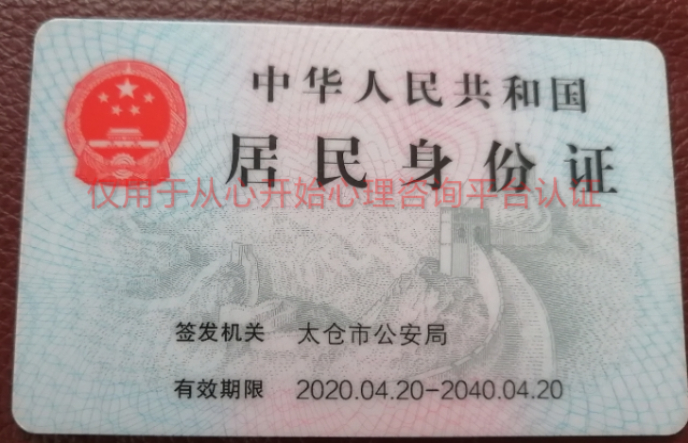 中华人民共和国
居民身份证
仅用于从心开始心理咨询平台认证
签发机关 太仓市公安局
有效期限 2020.04.20-2040.04.20